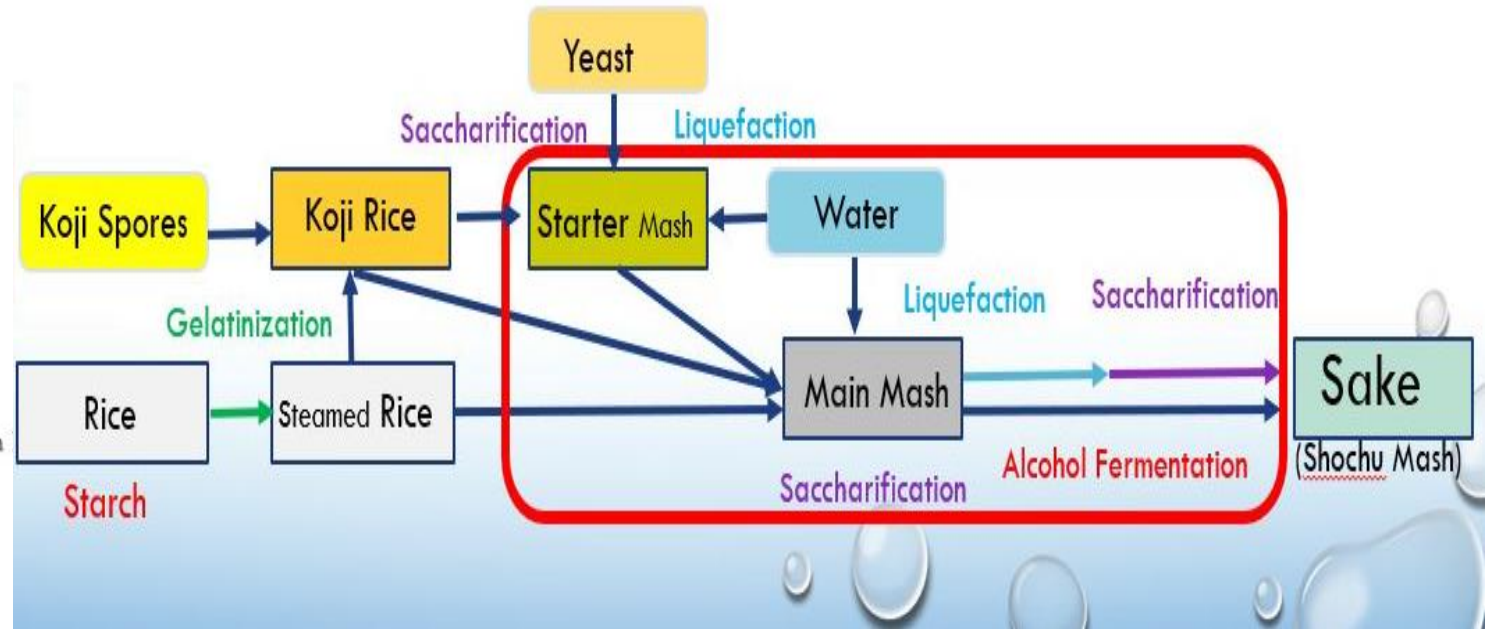 Yeast
Saccharification
Liquefaction
Koji Spores
Koji Rice
Starter Mash
Water
Gelatinization
Liquefaction
Saccharification
Rice
Steamed Rice
Main Mash
Sake
(Shochu Mash)
Starch
Saccharification
Alcohol Fermentation